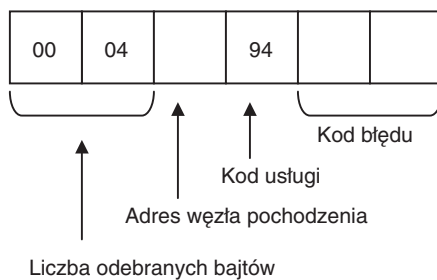 00 04 94
Kod błędu
Kod usługi
Adres węzła pochodzenia
Liczba odebranych bajtów